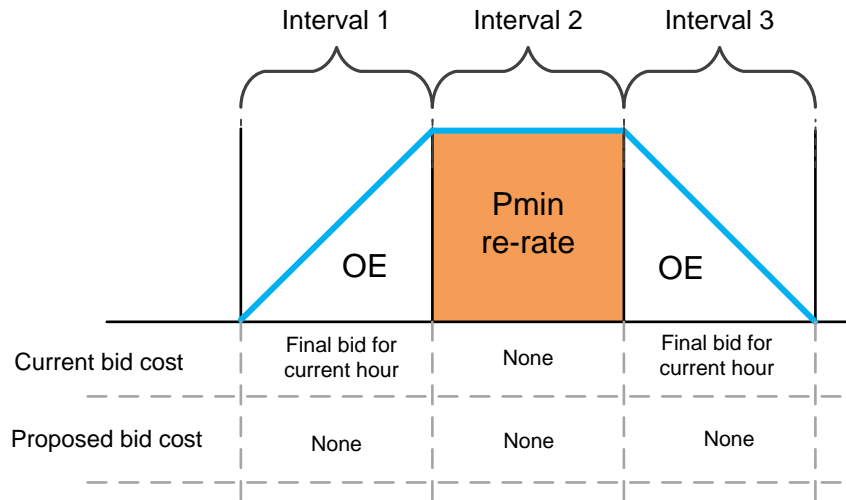 Interval 1 Interval 2 Interval 3
Pmin
re-rate
OE OE
Final bid for Final bid for
Current bid cost None
current hour current hour
Proposed bid cost None None None